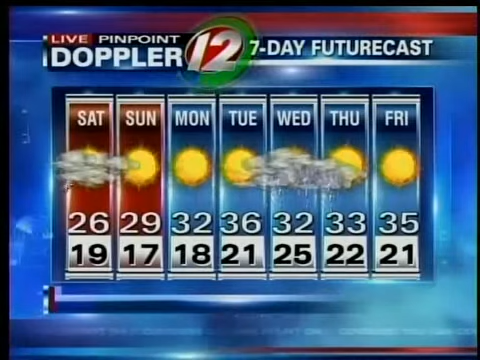 LIVE PINPOINT
DOPPLER 12 7-DAY FUTURECAST
SAT SUN MON TUE WED THU FRI
26 29 32 36 32 33 35
19 17 18 21 25 22 21